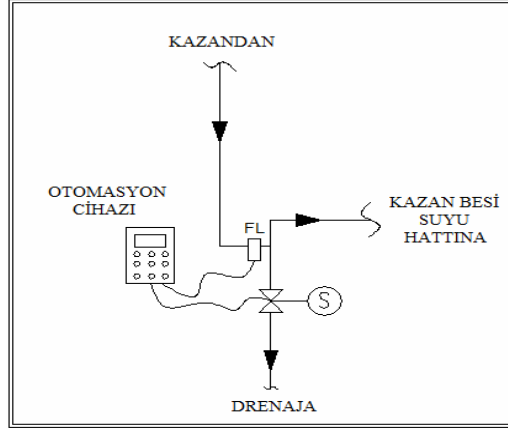 KAZANDAN
OTOMASYON
CİHAZI
FL
KAZAN BESİ
SUYU
HATTINA
S
DRENAJA